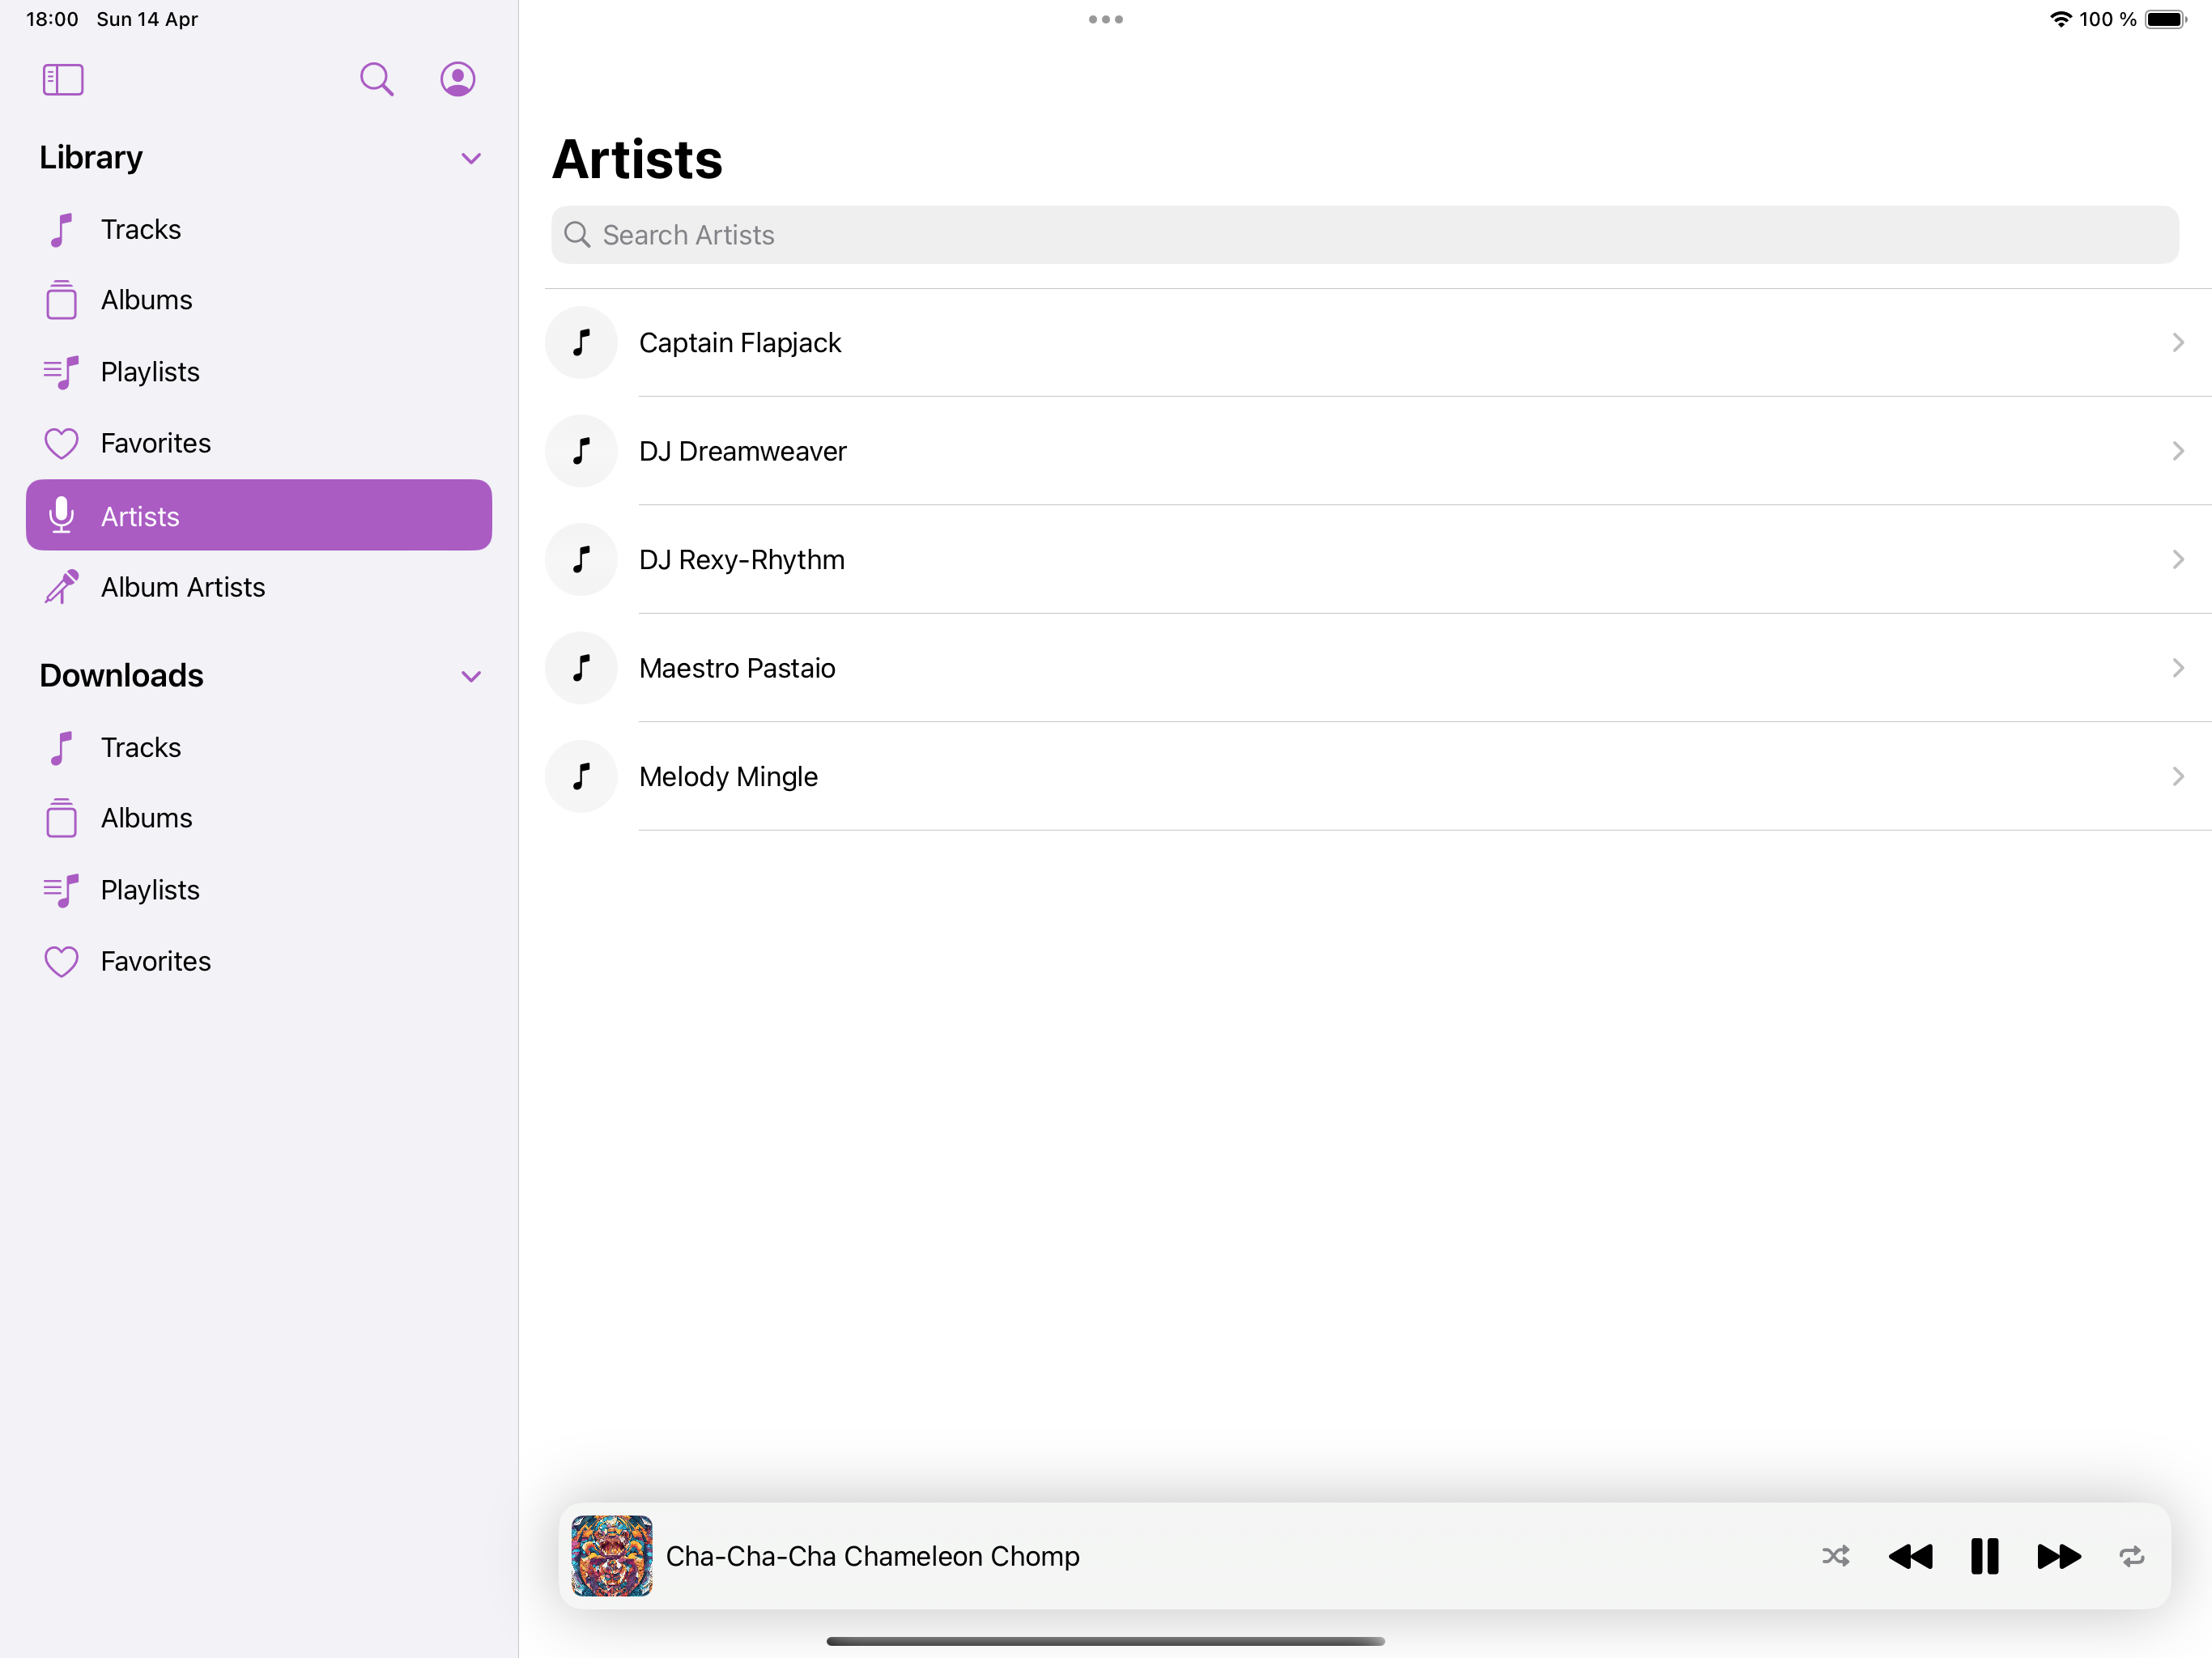 18:00 Sun 14 Apr
100 %
Library
Tracks
Albums
Playlists
Favorites
Artists
Album Artists
Downloads
Tracks
Albums
Playlists
Favorites
Artists
Search Artists
Captain Flapjack
DJ Dreamweaver
DJ Rexy-Rhythm
Maestro Pastaio
Melody Mingle
Cha-Cha-Cha Chameleon Chomp